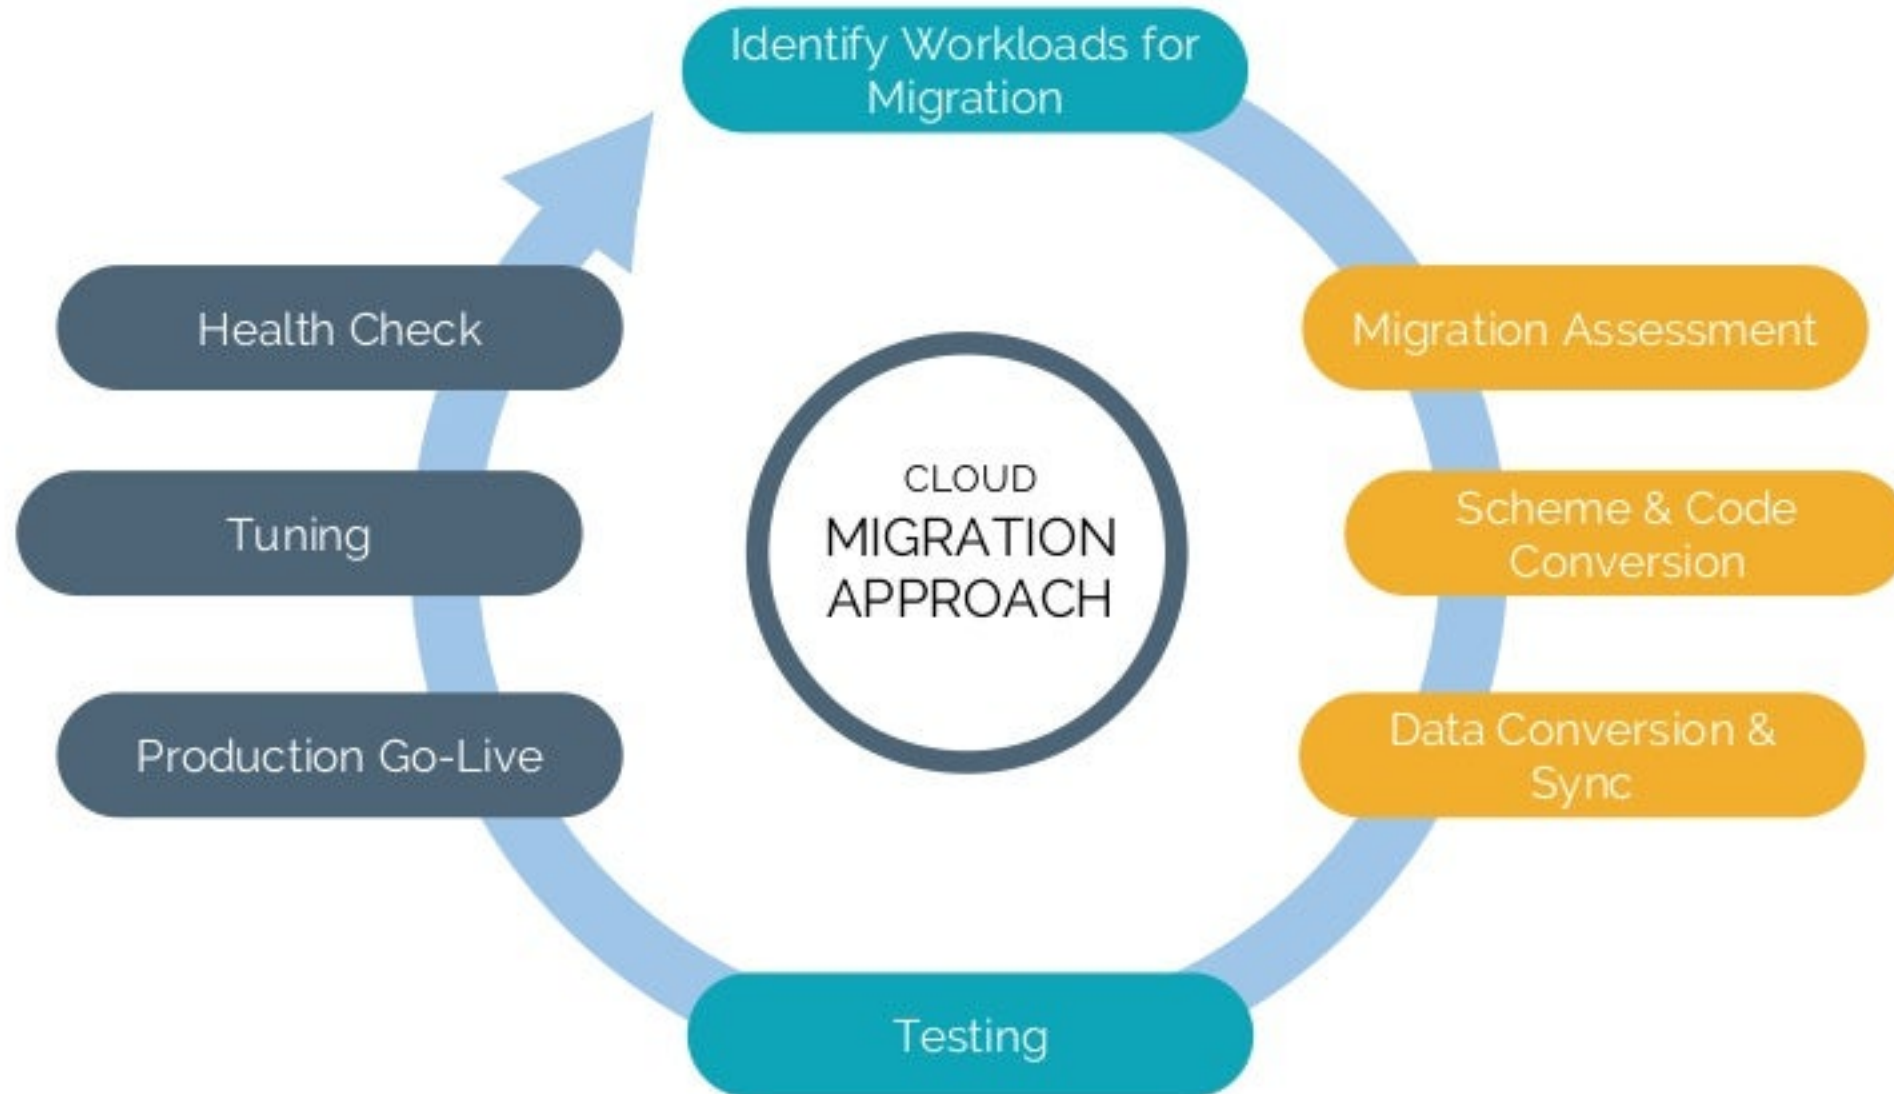 Identify Workloads for
Migration
Health Check
Migration Assessment
CLOUD
MIGRATION
APPROACH
Tuning
Scheme & Code
Conversion
Production Go-Live
Data Conversion &
Sync
Testing